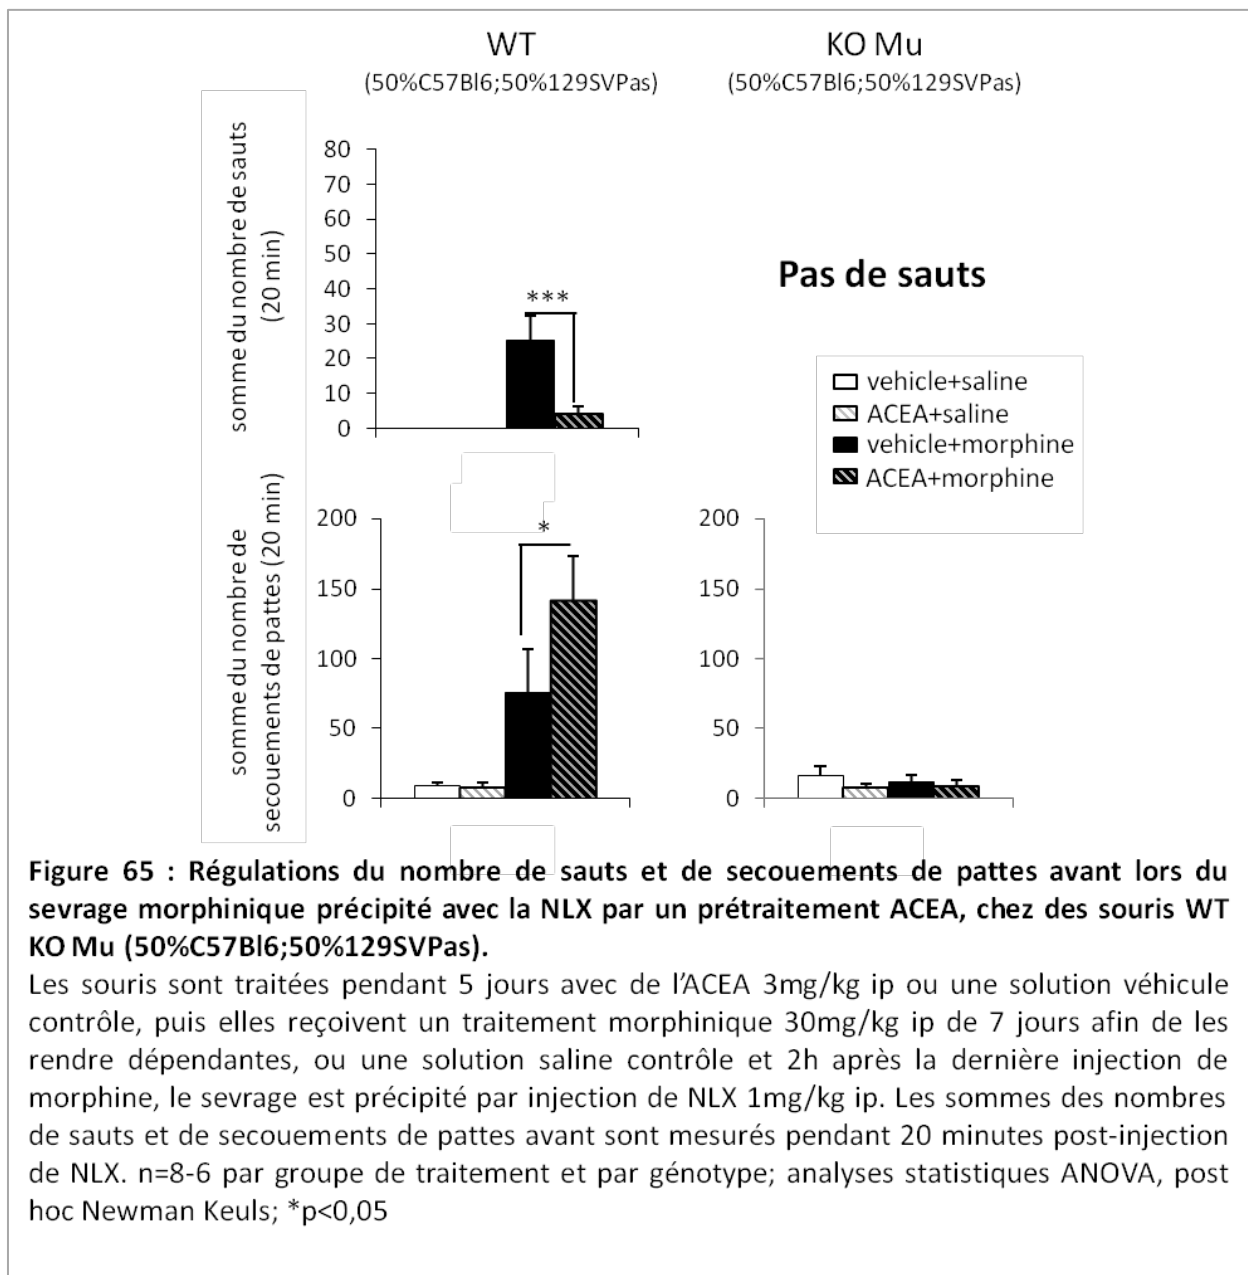 WT
(50%C57Bl6;50%129SVPas)
KO Mu
(50%C57Bl6;50%129SVPas)
somme du nombre de sauts
(20 min)
80
70
60
50
40
30
20
10
0
***
Pas de sauts
vehicle+saline
ACEA+saline
vehicle+morphine
ACEA+morphine
somme du nombre de
secouements de pattes (20 min)
200
150
100
50
0
*
200
150
100
50
0
Figure 65 : Régulations du nombre de sauts et de secouements de pattes avant lors du
sevrage morphinique précipité avec la NLX par un prétraitement ACEA, chez des souris WT
KO Mu (50%C57Bl6;50%129SVPas).
Les souris sont traitées pendant 5 jours avec de l’ACEA 3mg/kg ip ou une solution véhicule
contrôle, puis elles reçoivent un traitement morphinique 30mg/kg ip de 7 jours afin de les
rendre dépendantes, ou une solution saline contrôle et 2h après la dernière injection de
morphine, le sevrage est précipité par injection de NLX 1mg/kg ip. Les sommes des nombres
de sauts et de secouements de pattes avant sont mesurés pendant 20 minutes post-injection
de NLX. n=8-6 par groupe de traitement et par génotype; analyses statistiques ANOVA, post
hoc Newman Keuls; *p<0,05